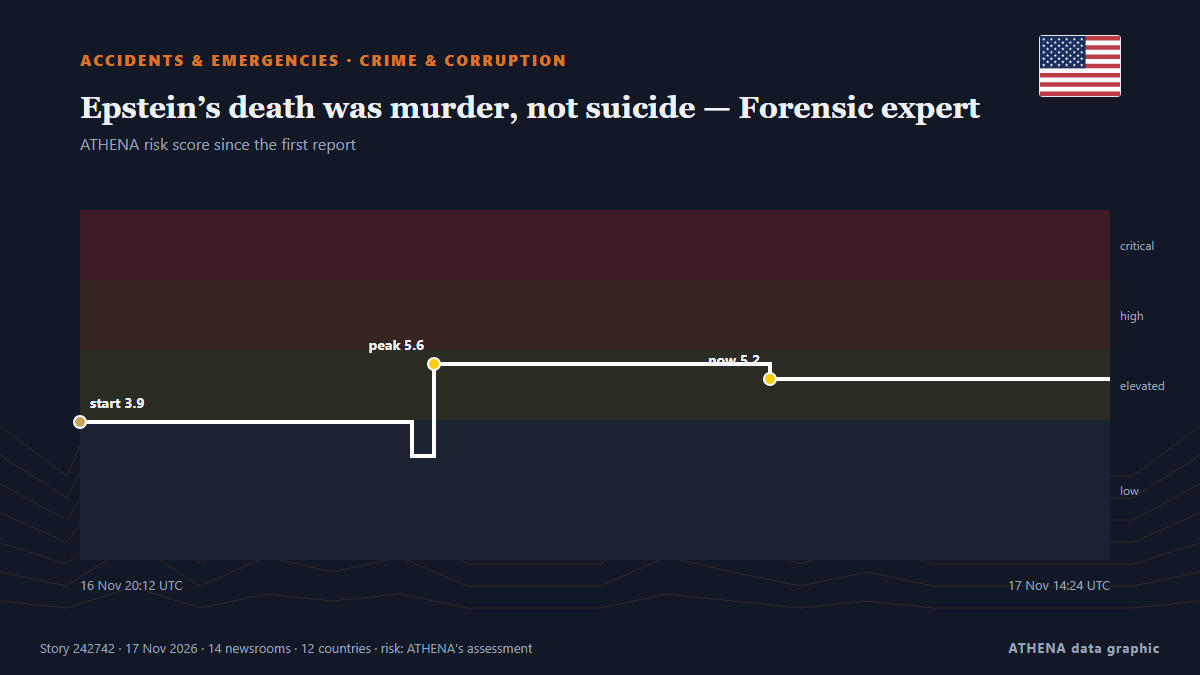 ACCIDENTS & EMERGENCIES · CRIME & CORRUPTION
Epstein’s death was murder, not suicide — Forensic expert
ATHENA risk score since the first report
critical
high
peak 5.6
now 5.2
elevated
start 3.9
low
16 Nov 20:12 UTC
17 Nov 14:24 UTC
Story 242742 · 17 Nov 2026 · 14 newsrooms · 12 countries · risk: ATHENA's assessment
ATHENA data graphic